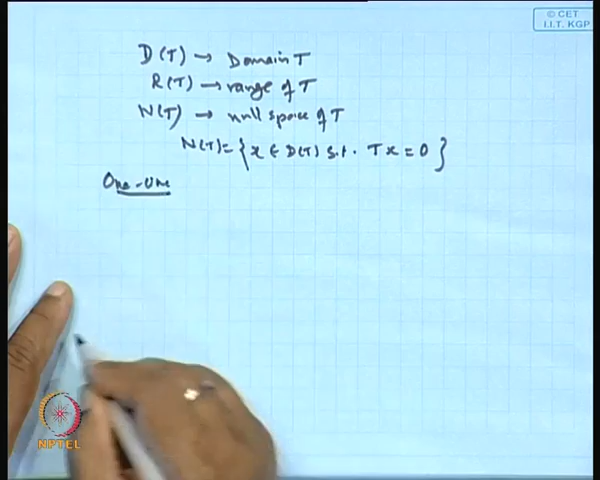 © CET
I.I.T. KGP
D(T) → Domain T
R(T) → range of T
N(T) → null space of T
N(T) = { x ∈ D(T) s.t. Tx = 0 }
One-One
NPTEL